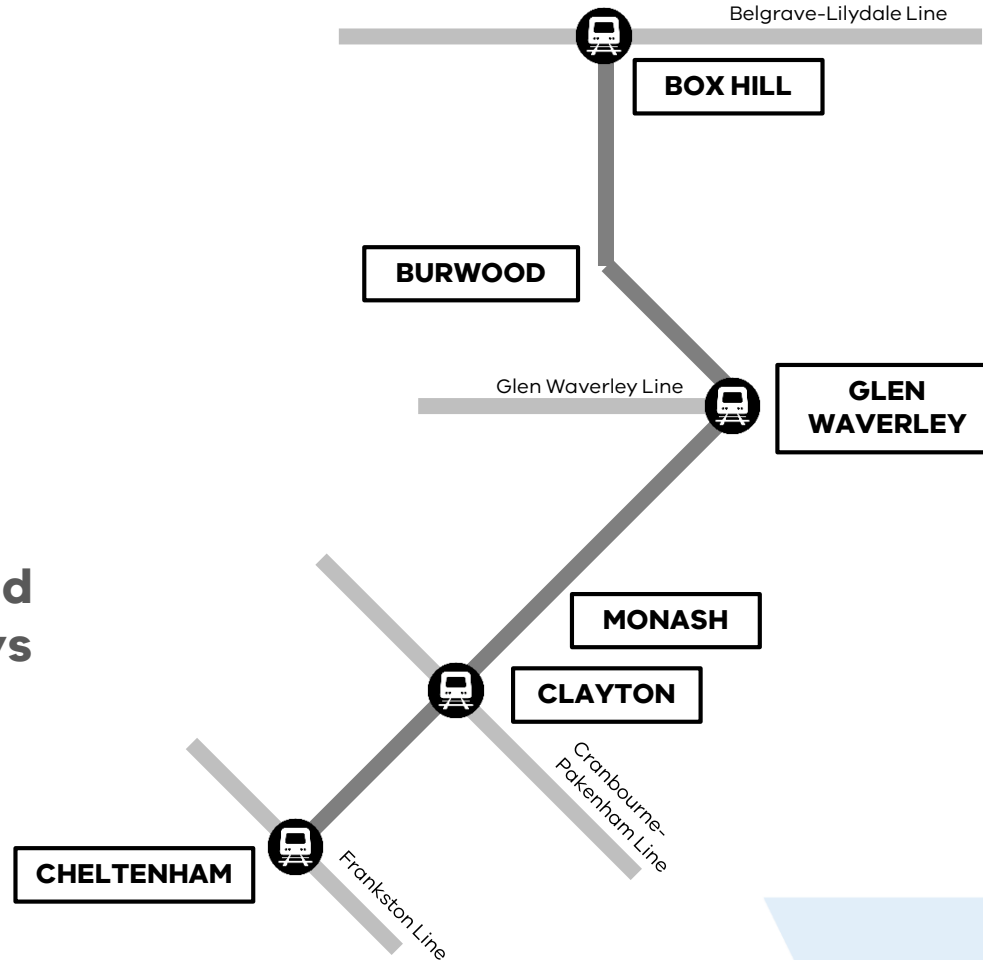 Belgrave-Lilydale Line
BOX HILL
BURWOOD
Glen Waverley Line
GLEN
WAVERLEY
MONASH
CLAYTON
Cranbourne-
Pakenham Line
CHELTENHAM
Frankston Line